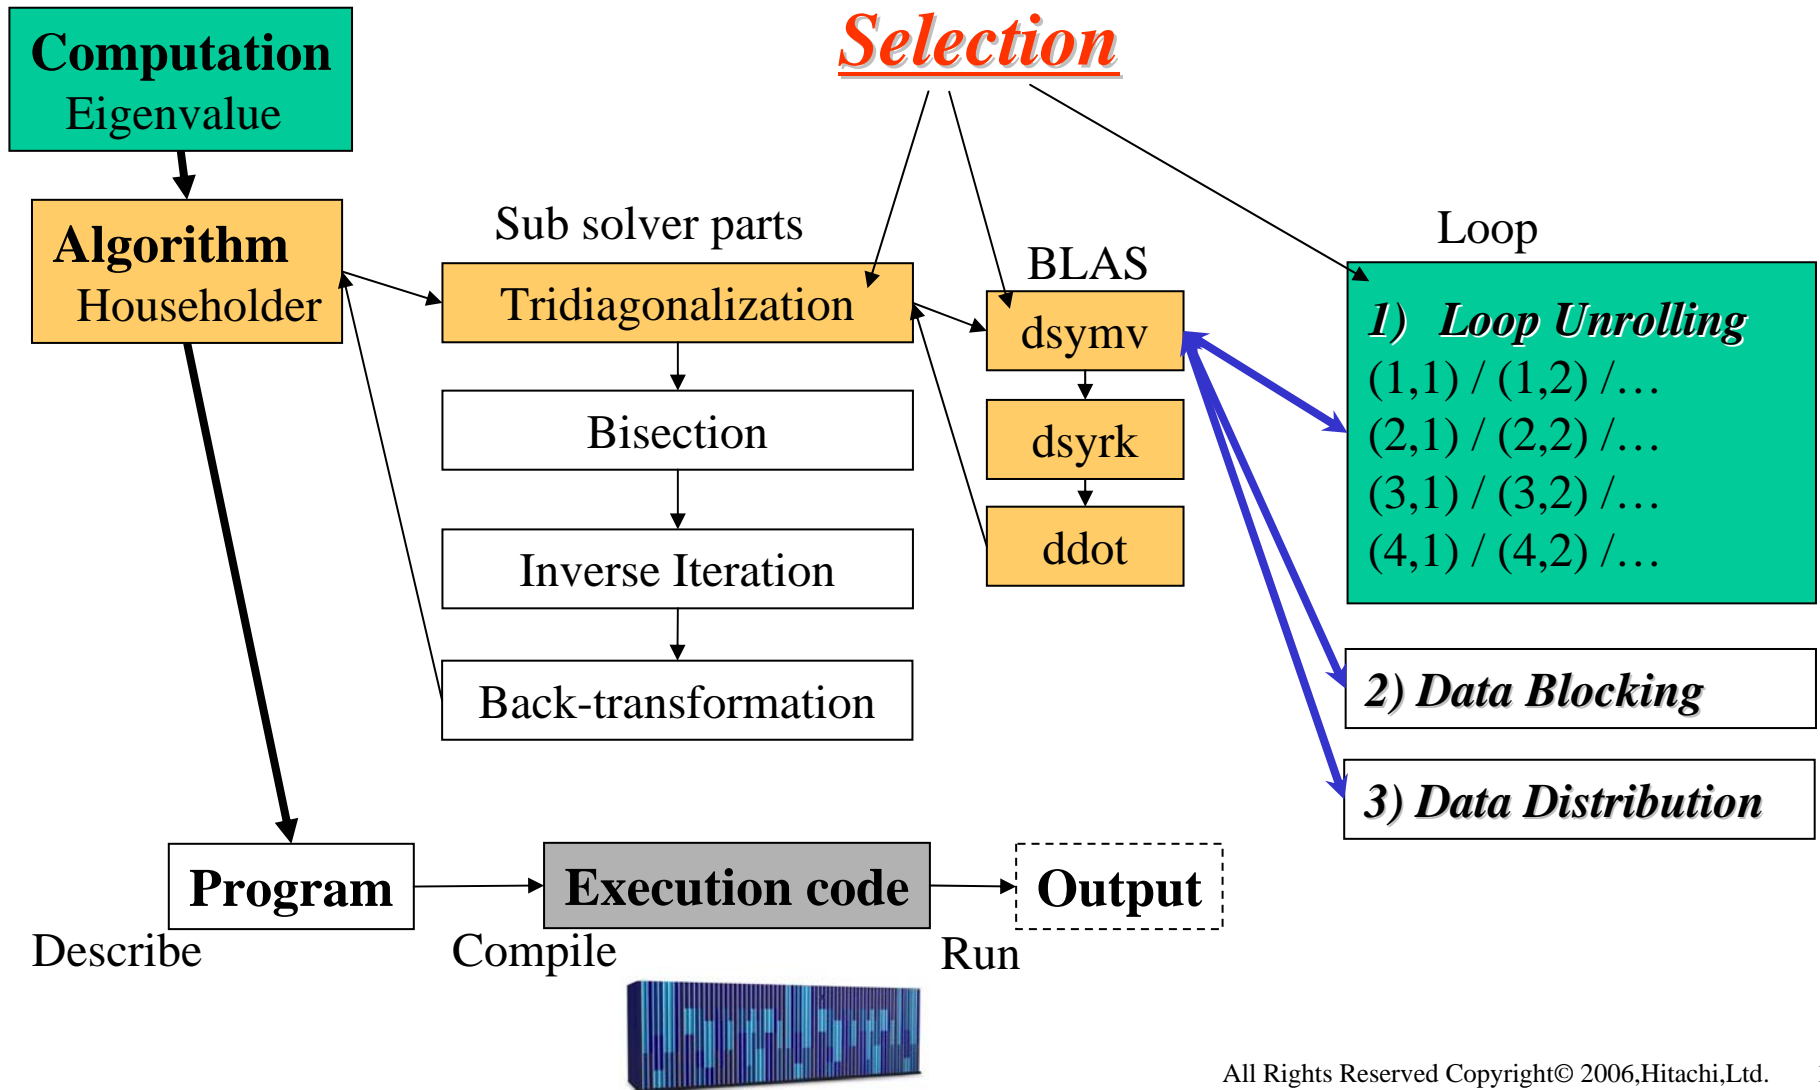 Selection
Computation
Eigenvalue
Algorithm
Householder
Sub solver parts
Tridiagonalization
Bisection
Inverse Iteration
Back-transformation
BLAS
dsymv
dsyrk
ddot
Loop
1) Loop Unrolling
(1,1) / (1,2) /…
(2,1) / (2,2) /…
(3,1) / (3,2) /…
(4,1) / (4,2) /…
2) Data Blocking
3) Data Distribution
Program
Execution code
Output
Describe
Compile
Run
All Rights Reserved Copyright© 2006,Hitachi,Ltd.